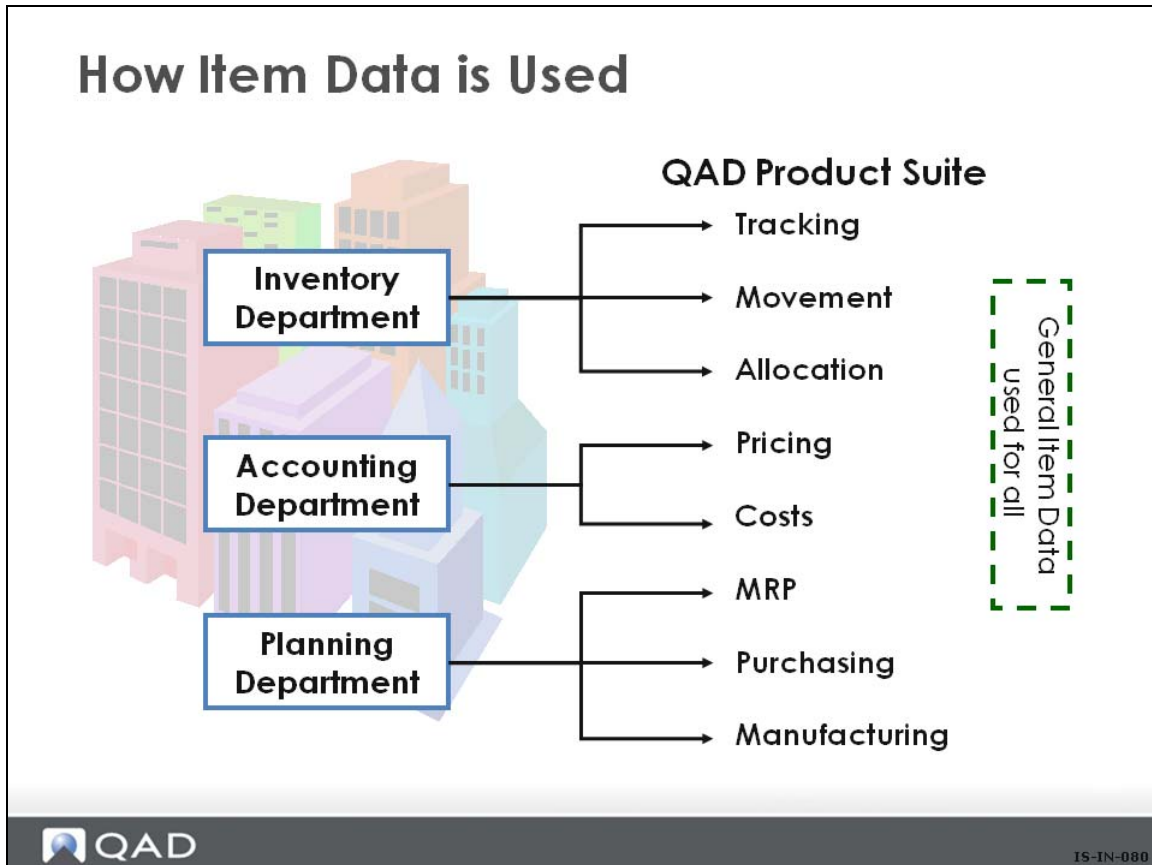 How Item Data is Used
QAD Product Suite
Inventory
Department
Tracking
Movement
Allocation
Accounting
Department
Pricing
Costs
Planning
Department
MRP
Purchasing
Manufacturing
General Item Data
used for all
QAD
IS-IN-080